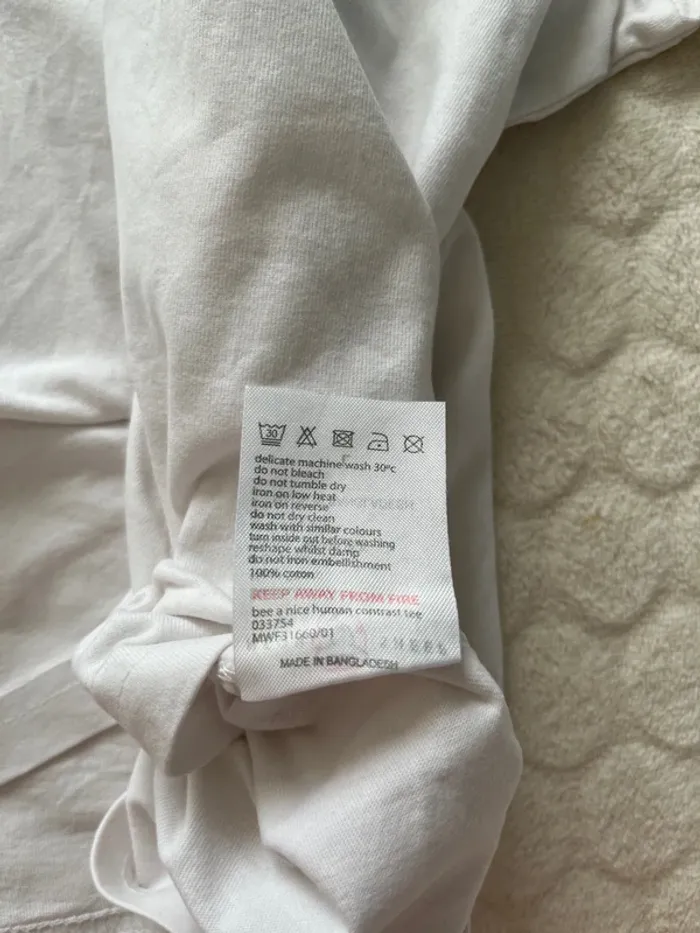 30
delicate machine wash 30ºc
do not bleach
do not tumble dry
iron on low heat
iron on reverse
do not dry clean
wash with similar colours
turn inside out before washing
reshape whilst damp
do not iron embellishment
100% coton
KEEP AWAY FROM FIRE
bee a nice human contrast tee
033754
MWF31660/01
MADE IN BANGLADESH